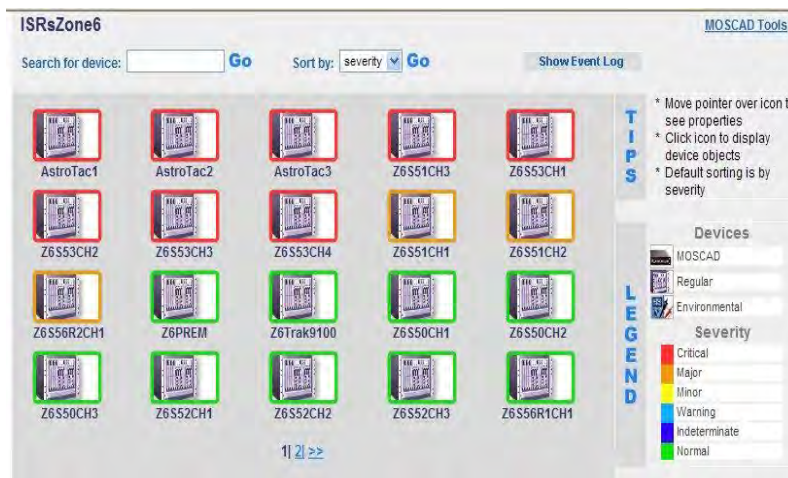 ISRsZone6
MOSCAD Tools
Search for device: Go Sort by: severity Go Show Event Log
AstroTac1 AstroTac2 AstroTac3 Z6S51CH3 Z6S53CH1
Z6S53CH2 Z6S53CH3 Z6S53CH4 Z6S51CH1 Z6S51CH2
Z6S56R2CH1 Z6PREM Z6Trak9100 Z6S50CH1 Z6S50CH2
Z6S50CH3 Z6S52CH1 Z6S52CH2 Z6S52CH3 Z6S56R1CH1
1| 2| >>
TIPS
* Move pointer over icon t
see properties
* Click icon to display
device objects
* Default sorting is by
severity
LEGEND
Devices
MOSCAD
Regular
Environmental
Severity
Critical
Major
Minor
Warning
Indeterminate
Normal